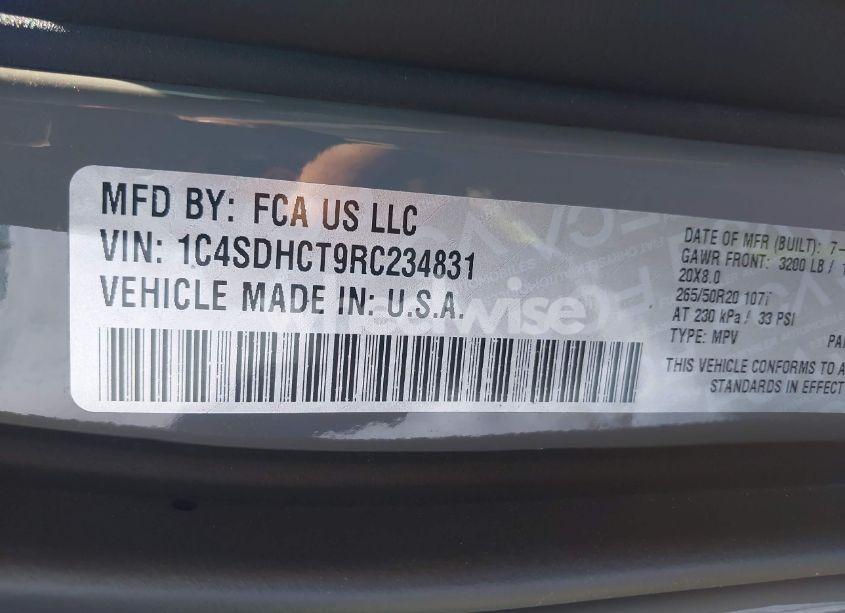 MFD BY: FCA US LLC
VIN: 1C4SDHCT9RC234831
VEHICLE MADE IN: U.S.A.
DATE OF MFR (BUILT): 7-
GAWR FRONT: 3200 LB / 1
20X8.0
265/50R20 107
AT 230 kPa / 33 PSI
TYPE: MPV PA
THIS VEHICLE CONFORMS TO A
STANDARDS IN EFFECT